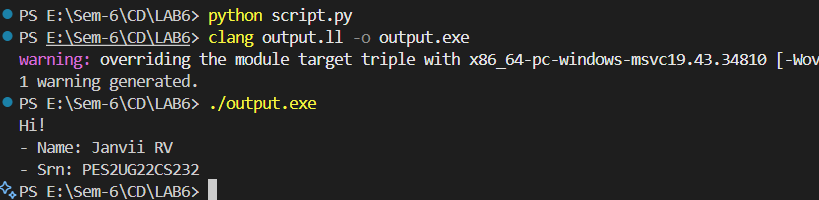 PS E:\Sem-6\CD\LAB6> python script.py
PS E:\Sem-6\CD\LAB6> clang output.ll -o output.exe
warning: overriding the module target triple with x86_64-pc-windows-msvc19.43.34810 [-Wov
1 warning generated.
PS E:\Sem-6\CD\LAB6> ./output.exe
Hi!
- Name: Janvii RV
- Srn: PES2UG22CS232
PS E:\Sem-6\CD\LAB6>